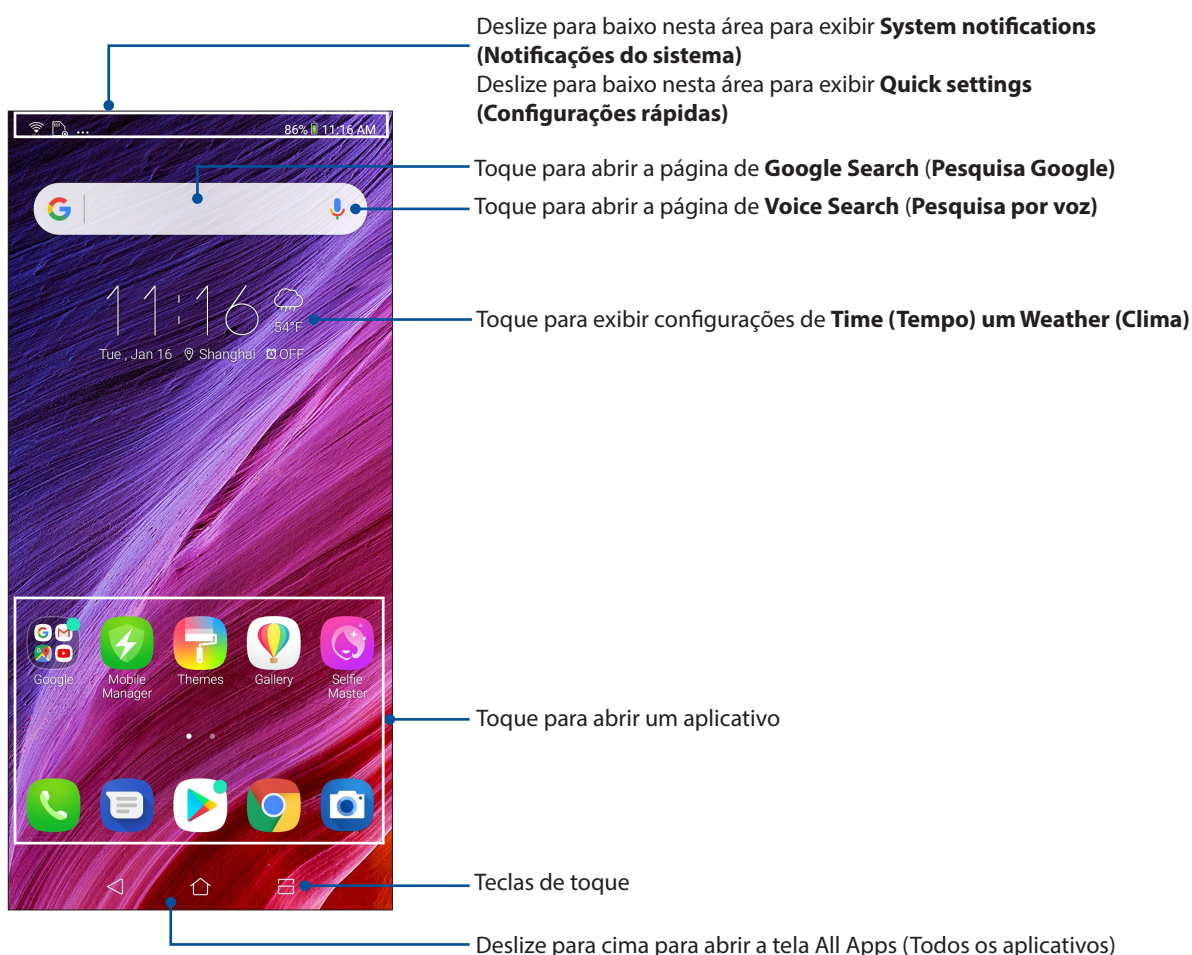 Deslize para baixo nesta área para exibir System notifications
(Notificações do sistema)
Deslize para baixo nesta área para exibir Quick settings
(Configurações rápidas)
... 86% 11:16 AM
Toque para abrir a página de Google Search (Pesquisa Google)
G
Toque para abrir a página de Voice Search (Pesquisa por voz)
11:16
54°F
Toque para exibir configurações de Time (Tempo) um Weather (Clima)
Tue , Jan 16 Shanghai OFF
Google
Mobile
Manager
Themes
Gallery
Selfie
Master
Toque para abrir um aplicativo
Teclas de toque
Deslize para cima para abrir a tela All Apps (Todos os aplicativos)